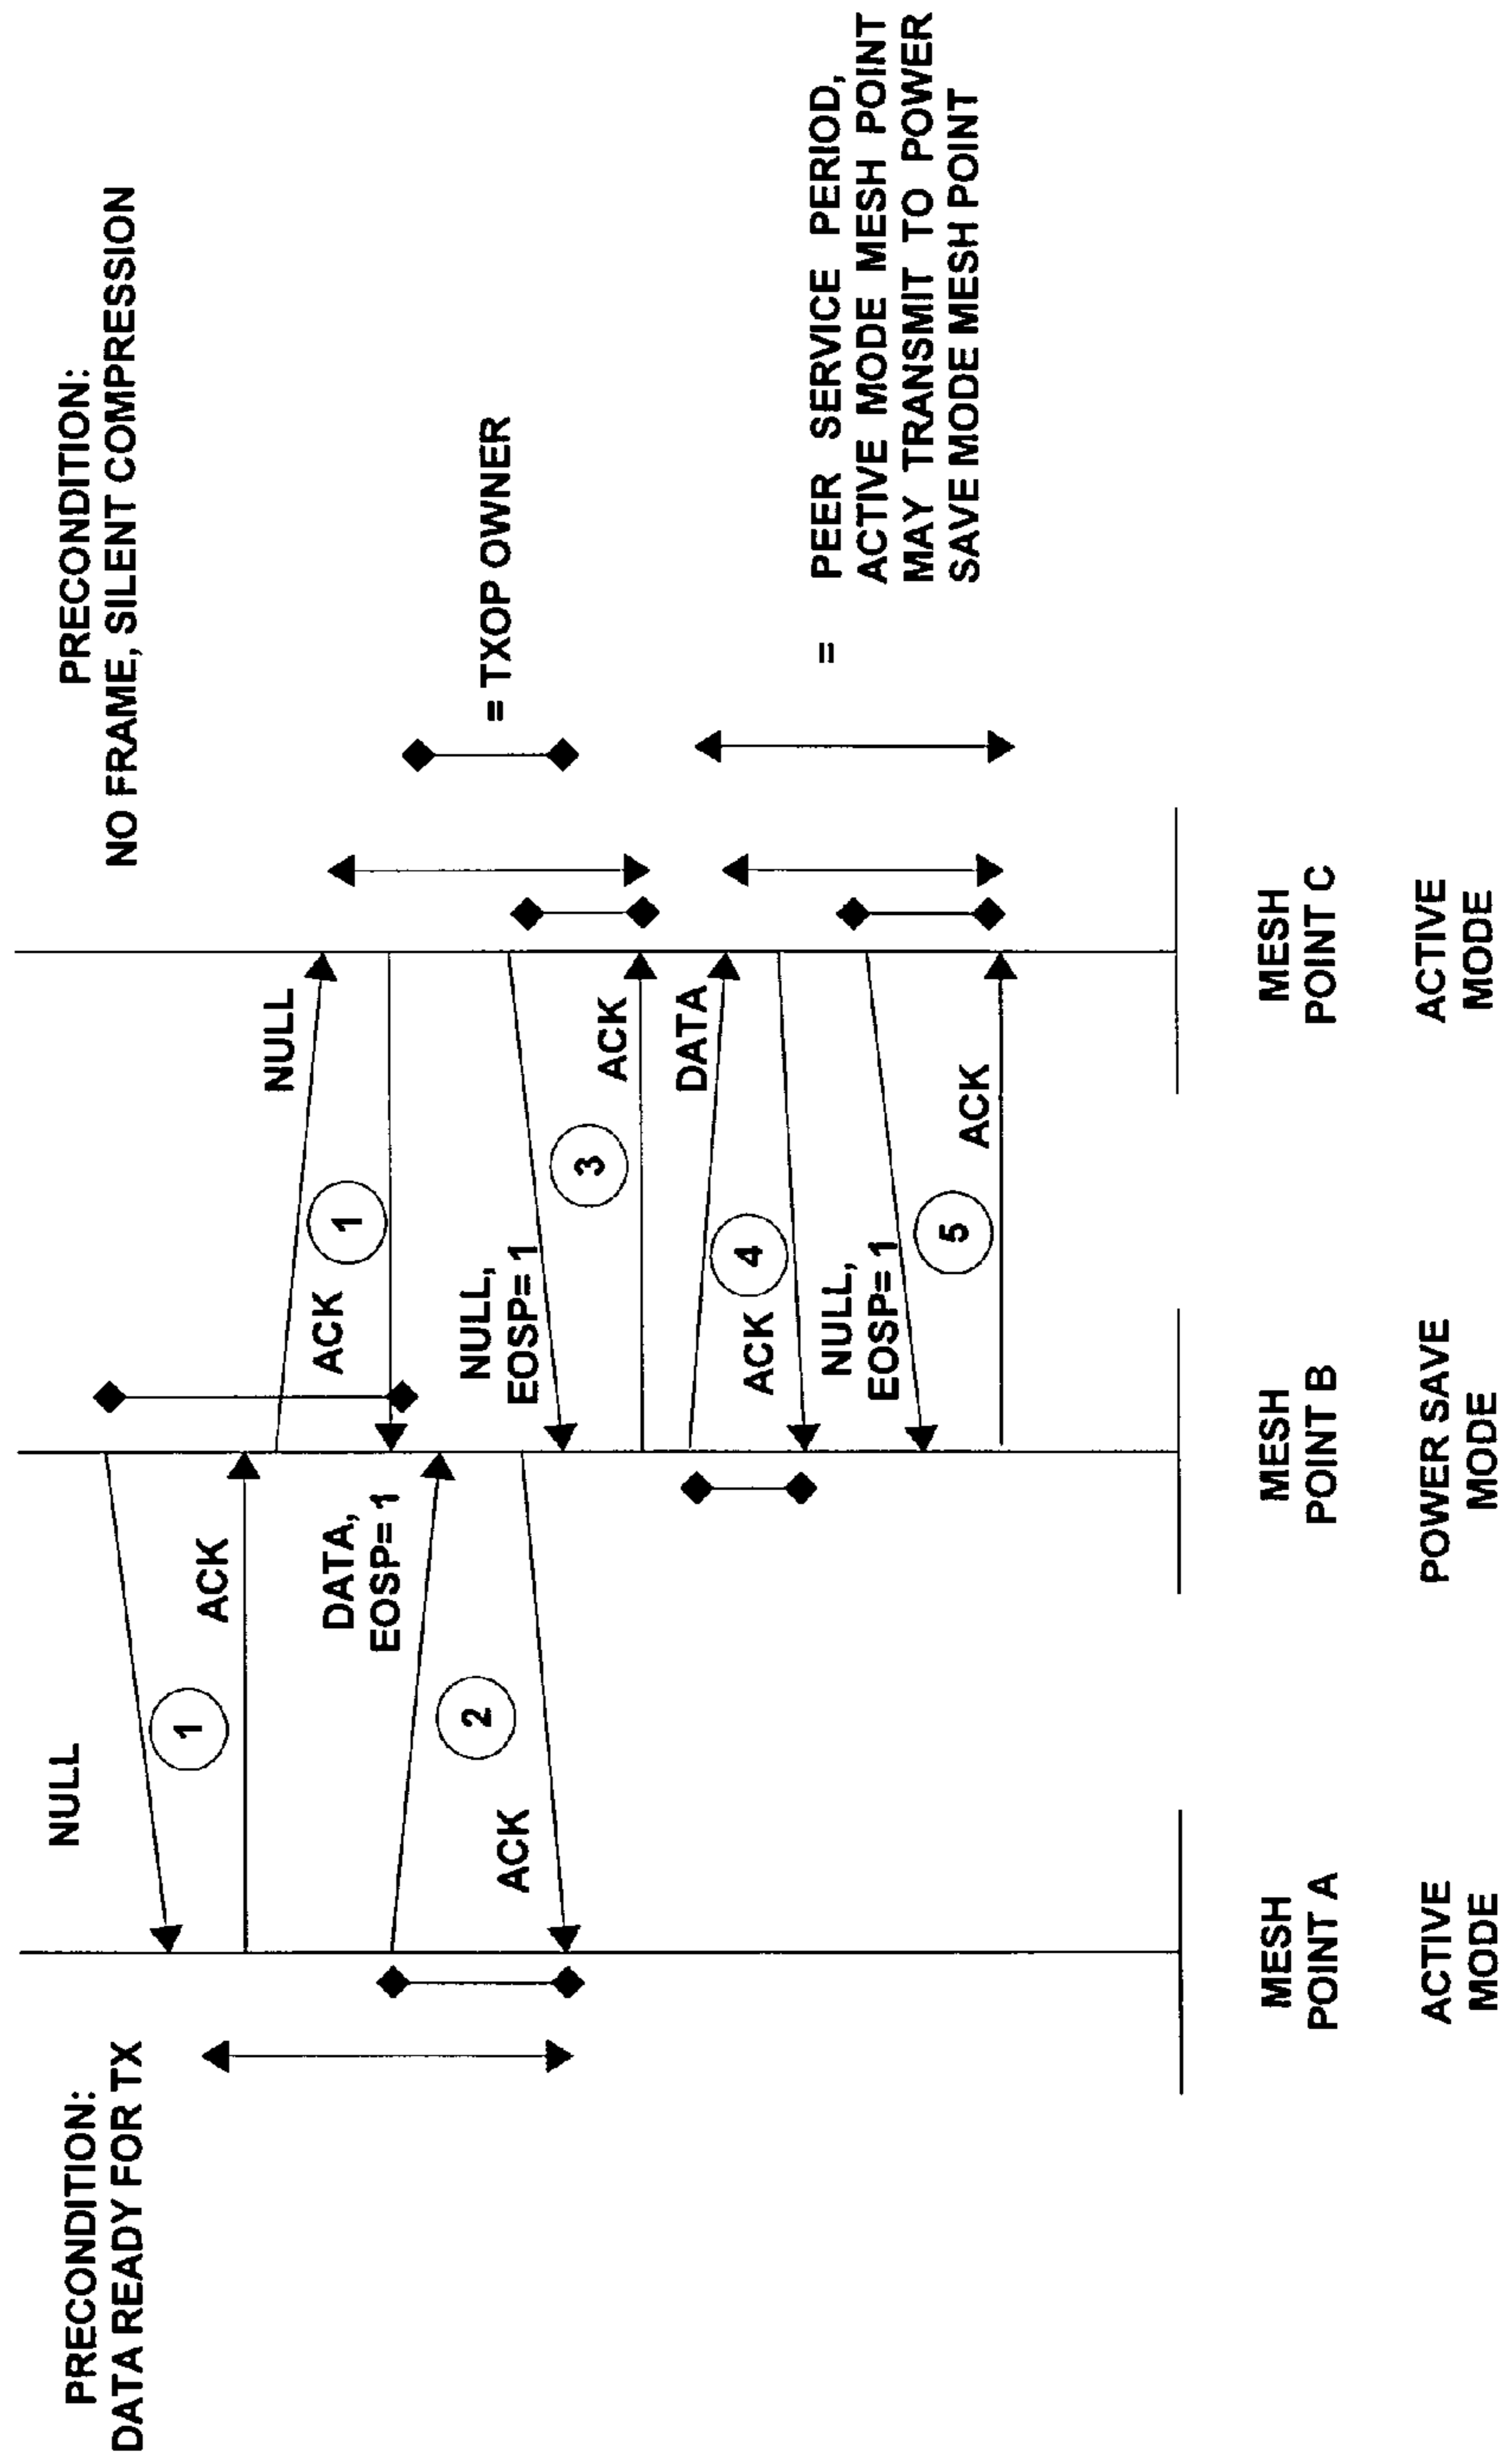 PRECONDITION:
DATA READY FOR TX
PRECONDITION:
NO FRAME, SILENT COMPRESSION
NULL
1
ACK
NULL
1
ACK
DATA,
EOSP= 1
2
ACK
NULL,
EOSP= 1
3
ACK
DATA
4
ACK
NULL,
EOSP= 1
5
ACK
= TXOP OWNER
= PEER SERVICE PERIOD,
ACTIVE MODE MESH POINT
MAY TRANSMIT TO POWER
SAVE MODE MESH POINT
MESH
POINT A
ACTIVE
MODE
MESH
POINT B
POWER SAVE
MODE
MESH
POINT C
ACTIVE
MODE